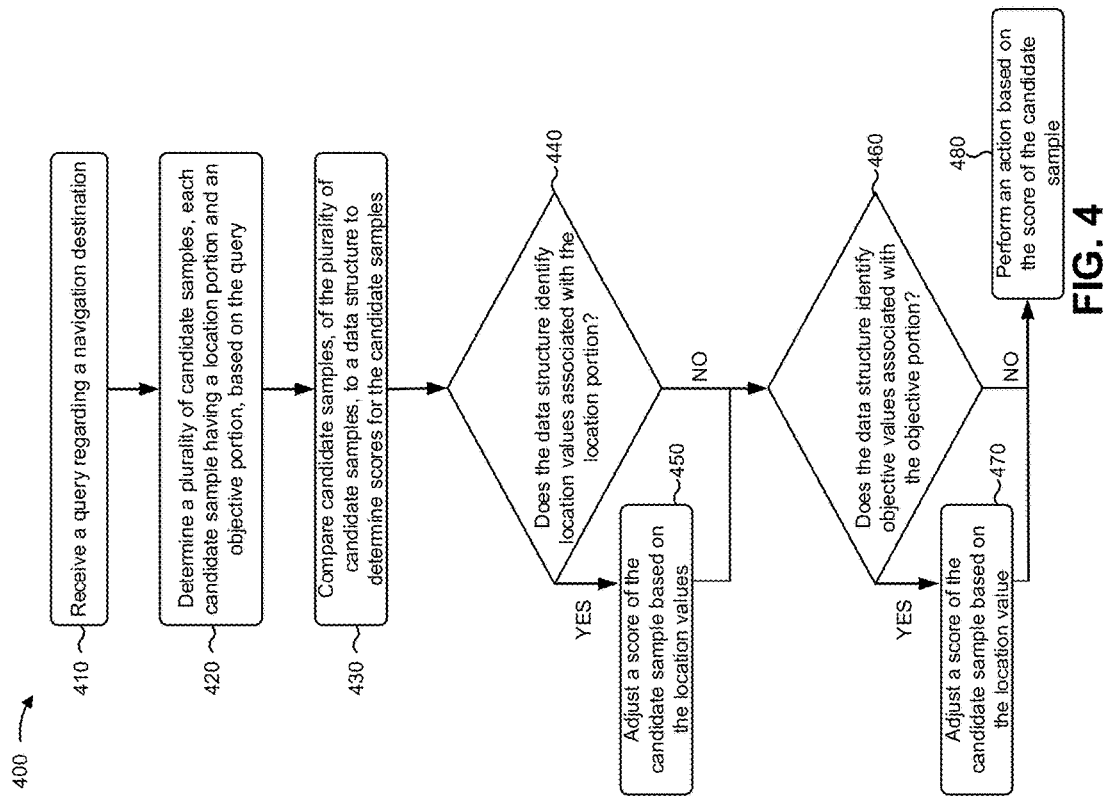 400
410
Receive a query regarding a navigation destination
420
Determine a plurality of candidate samples, each
candidate sample having a location portion and an
objective portion, based on the query
430
Compare candidate samples, of the plurality of
candidate samples, to a data structure to
determine scores for the candidate samples
440
Does the data structure identify
location values associated with the
location portion?
YES
NO
450
Adjust a score of the
candidate sample based on
the location values
460
Does the data structure identify
objective values associated with
the objective portion?
YES
NO
470
Adjust a score of the
candidate sample based on
the location value
480
Perform an action based on
the score of the candidate
sample
FIG. 4